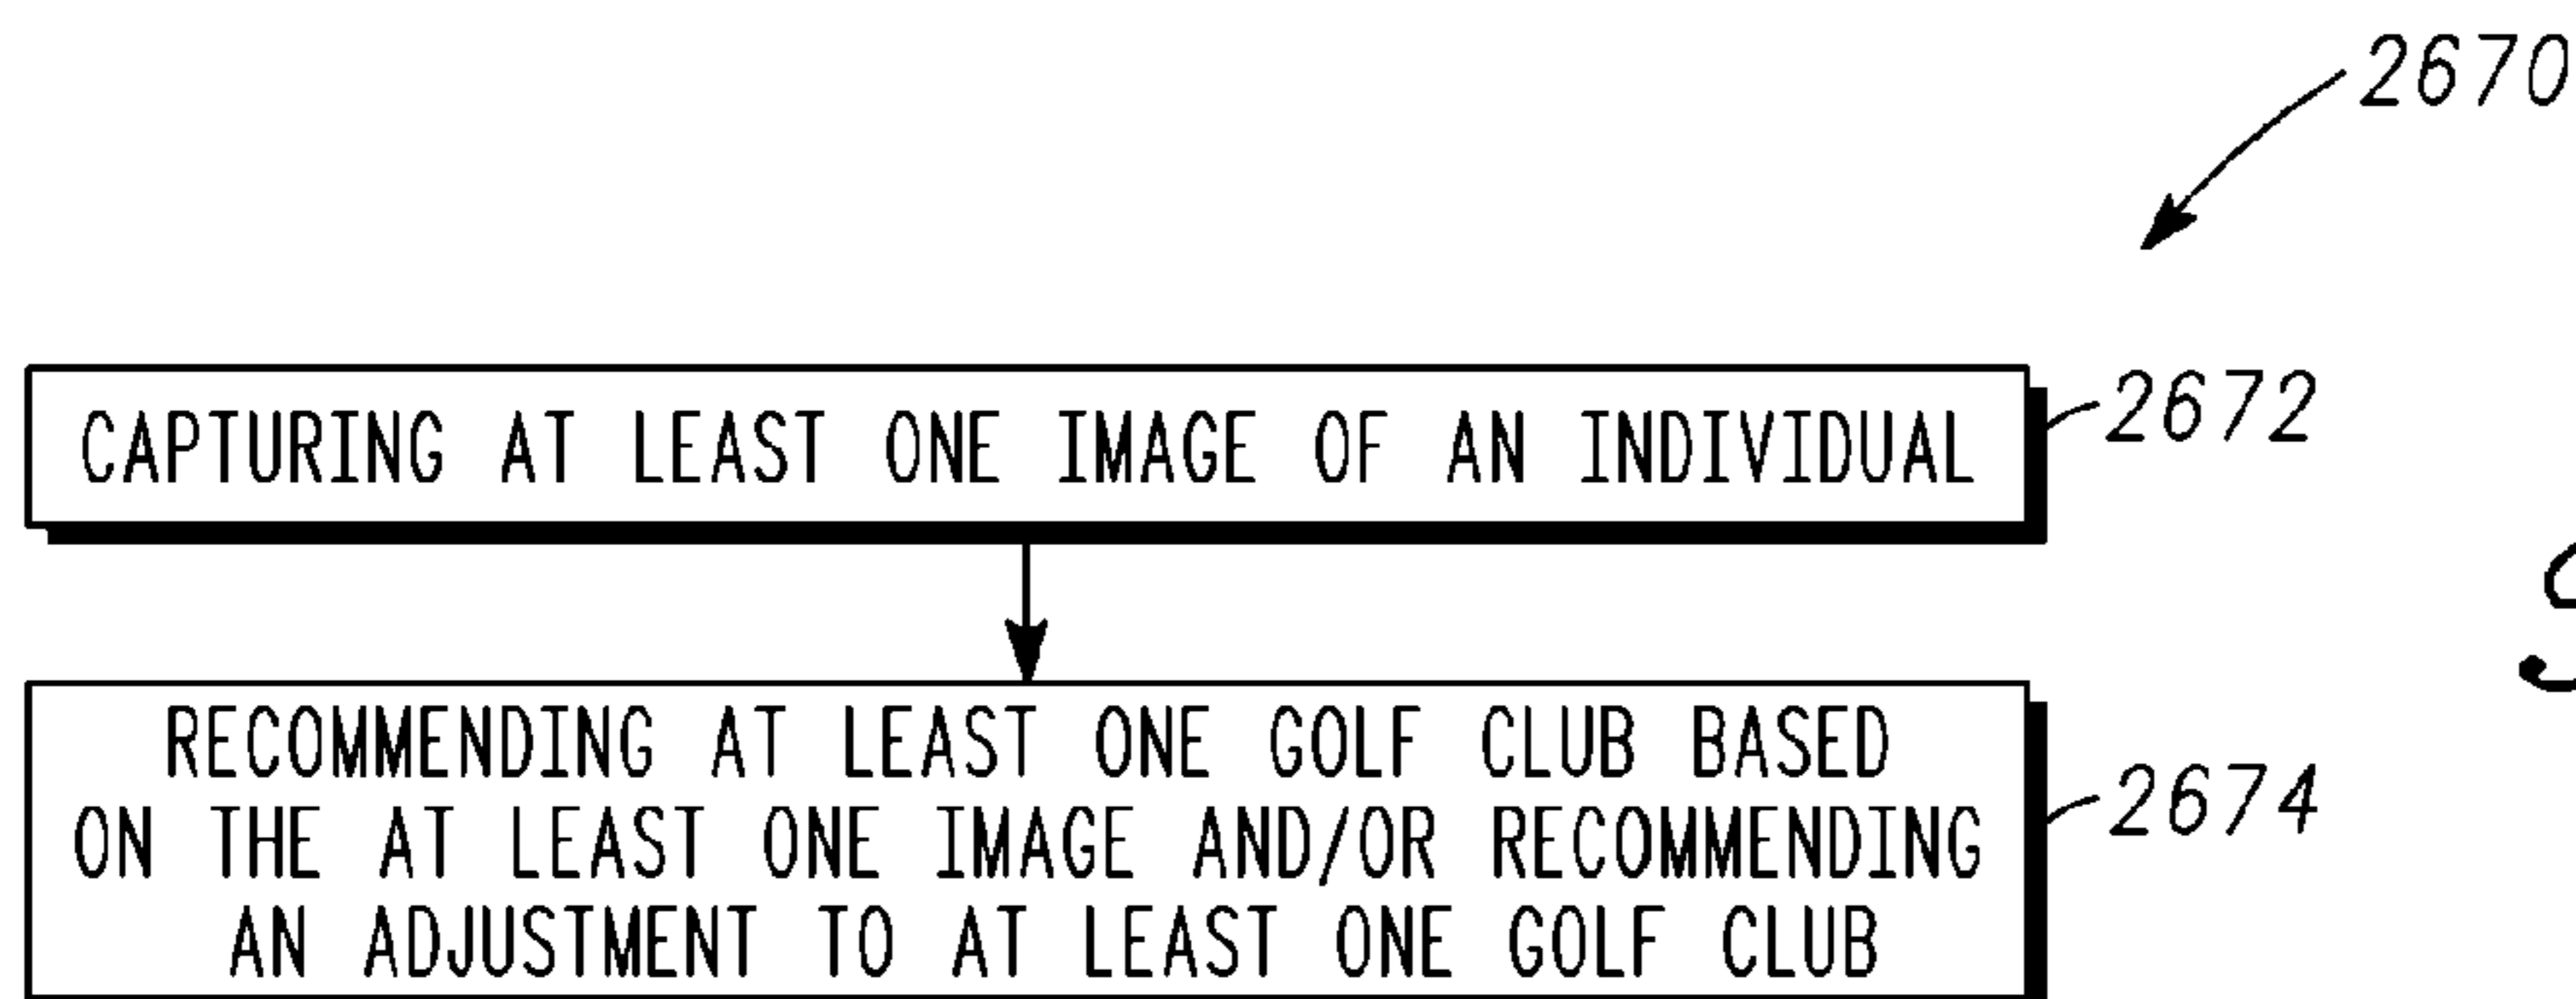 2670
CAPTURING AT LEAST ONE IMAGE OF AN INDIVIDUAL
2672
RECOMMENDING AT LEAST ONE GOLF CLUB BASED
ON THE AT LEAST ONE IMAGE AND/OR RECOMMENDING
AN ADJUSTMENT TO AT LEAST ONE GOLF CLUB
2674